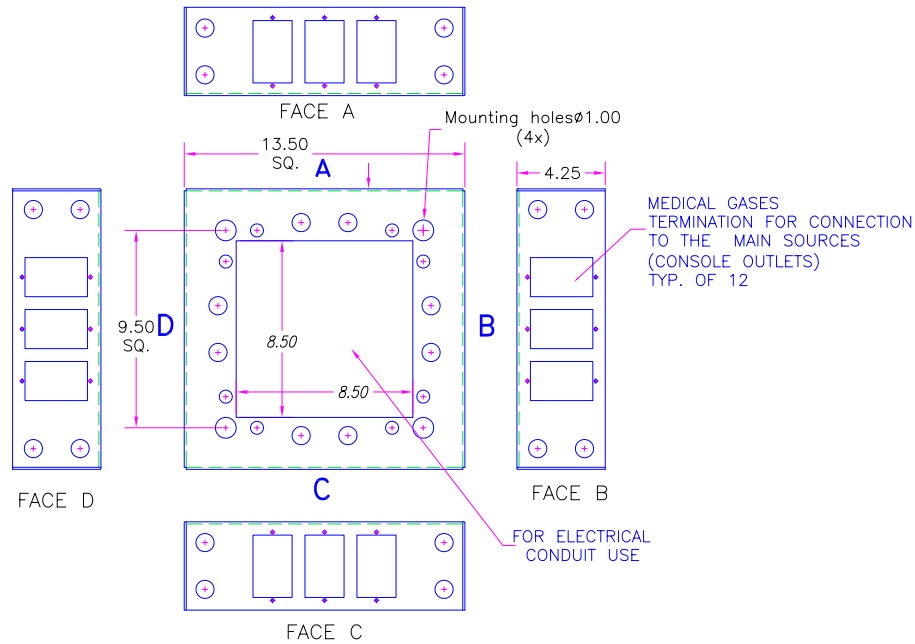 FACE A
Mounting holesø1.00
(4x)
13.50
SQ.
A
4.25
MEDICAL GASES
TERMINATION FOR CONNECTION
TO THE MAIN SOURCES
(CONSOLE OUTLETS)
TYP. OF 12
9.50
SQ.
D
8.50
8.50
B
C
FACE D
FACE B
FOR ELECTRICAL
CONDUIT USE
FACE C